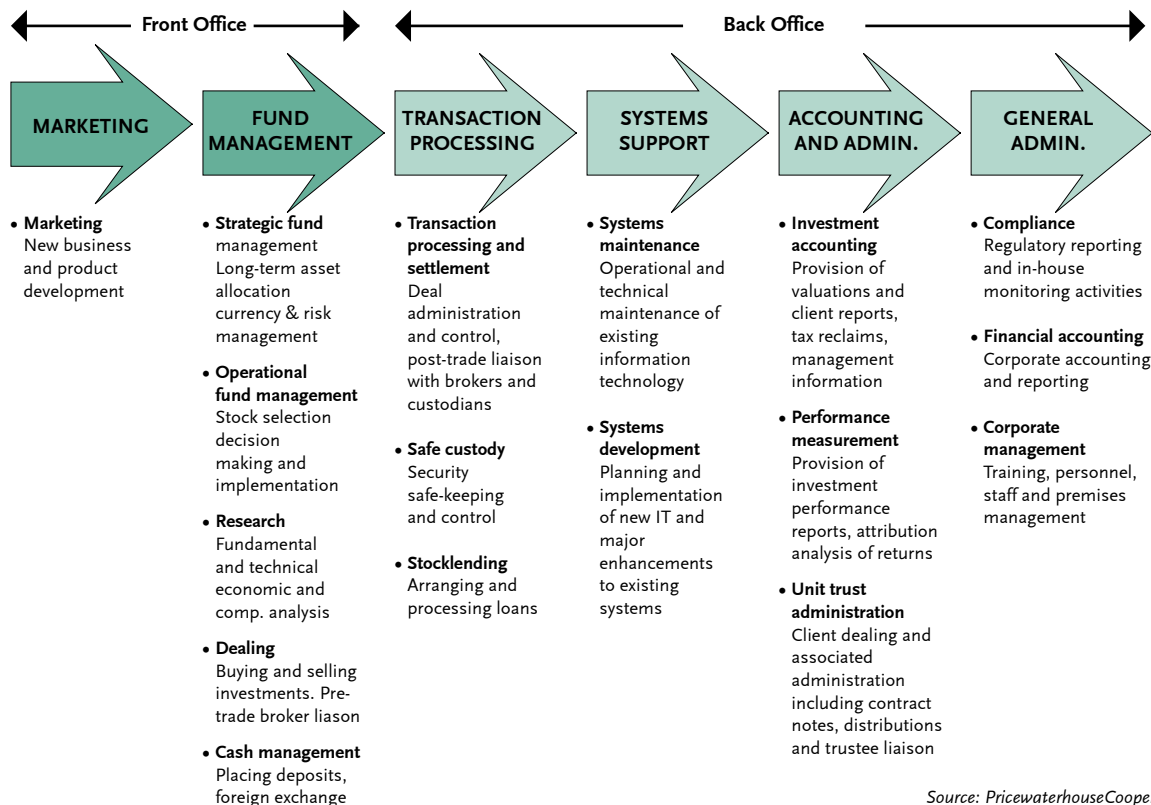 Front Office
Back Office
MARKETING
FUND
MANAGEMENT
TRANSACTION
PROCESSING
SYSTEMS
SUPPORT
ACCOUNTING
AND ADMIN.
GENERAL
ADMIN.
• Marketing
New business
and product
development
• Strategic fund
management
Long-term asset
allocation
currency & risk
management
• Operational
fund management
Stock selection
decision
making and
implementation
• Research
Fundamental
and technical
economic and
comp. analysis
• Dealing
Buying and selling
investments. Pre-
trade broker liason
• Cash management
Placing deposits,
foreign exchange
• Transaction
processing and
settlement
Deal
administration
and control,
post-trade liaison
with brokers and
custodians
• Safe custody
Security
safe-keeping
and control
• Stocklending
Arranging and
processing loans
• Systems
maintenance
Operational and
technical
maintenance of
existing
information
technology
• Systems
development
Planning and
implementation
of new IT and
major
enhancements
to existing
systems
• Investment
accounting
Provision of
valuations and
client reports,
tax reclaims,
management
information
• Performance
measurement
Provision of
investment
performance
reports, attribution
analysis of returns
• Unit trust
administration
Client dealing and
associated
administration
including contract
notes, distributions
and trustee liaison
• Compliance
Regulatory reporting
and in-house
monitoring activities
• Financial accounting
Corporate accounting
and reporting
• Corporate
management
Training, personnel,
staff and premises
management
Source: PricewaterhouseCoope